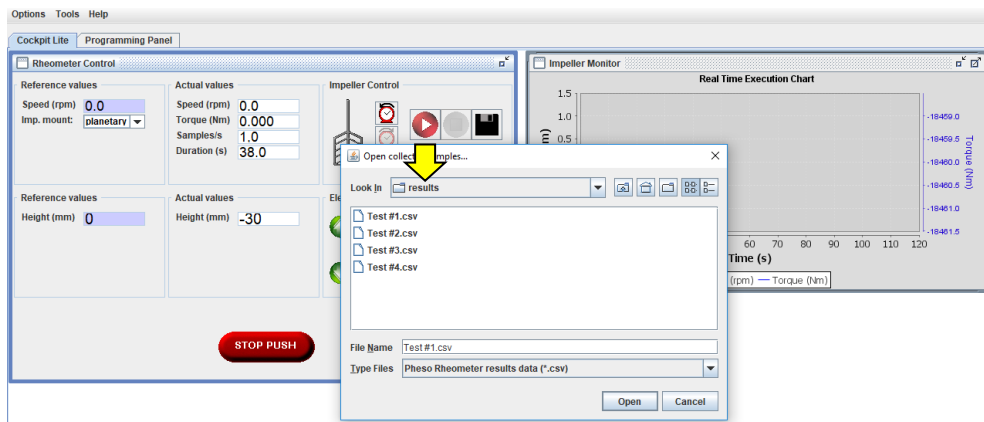 Options Tools Help
Cockpit Lite Programming Panel
Rheometer Control
Reference values
Speed (rpm) 0.0
Imp. mount: planetary
Actual values
Speed (rpm) 0.0
Torque (Nm) 0.000
Samples/s 1.0
Duration (s) 38.0
Impeller Control
Reference values
Height (mm) 0
Actual values
Height (mm) -30
STOP PUSH
Impeller Monitor
Real Time Execution Chart
1.5
1.0
0.5
-18459.0
-18459.5
-18460.0
-18460.5
-18461.0
-18461.5
Torque (Nm)
60 70 80 90 100 110 120
Time (s)
(rpm) — Torque (Nm)
Look In results
Test #1.csv
Test #2.csv
Test #3.csv
Test #4.csv
File Name Test #1.csv
Type Files Pheso Rheometer results data (*.csv)
Open Cancel